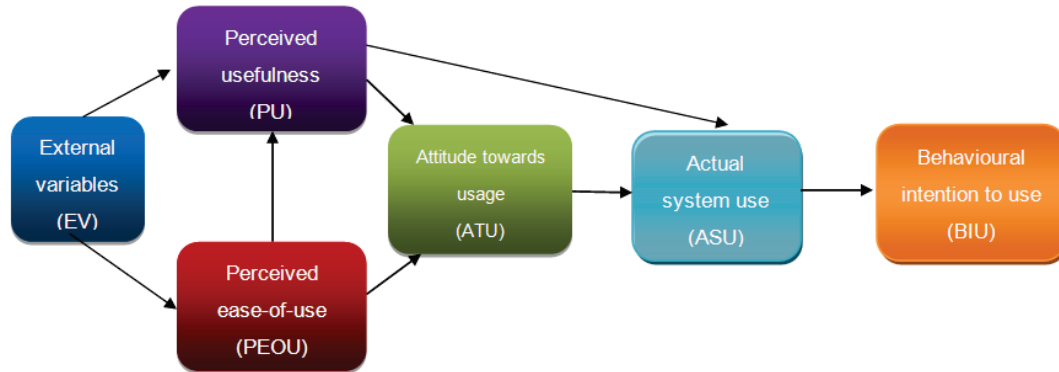 Perceived
usefulness
(PU)
External
variables
(EV)
Attitude towards
usage
(ATU)
Actual
system use
(ASU)
Behavioural
intention to use
(BIU)
Perceived
ease-of-use
(PEOU)